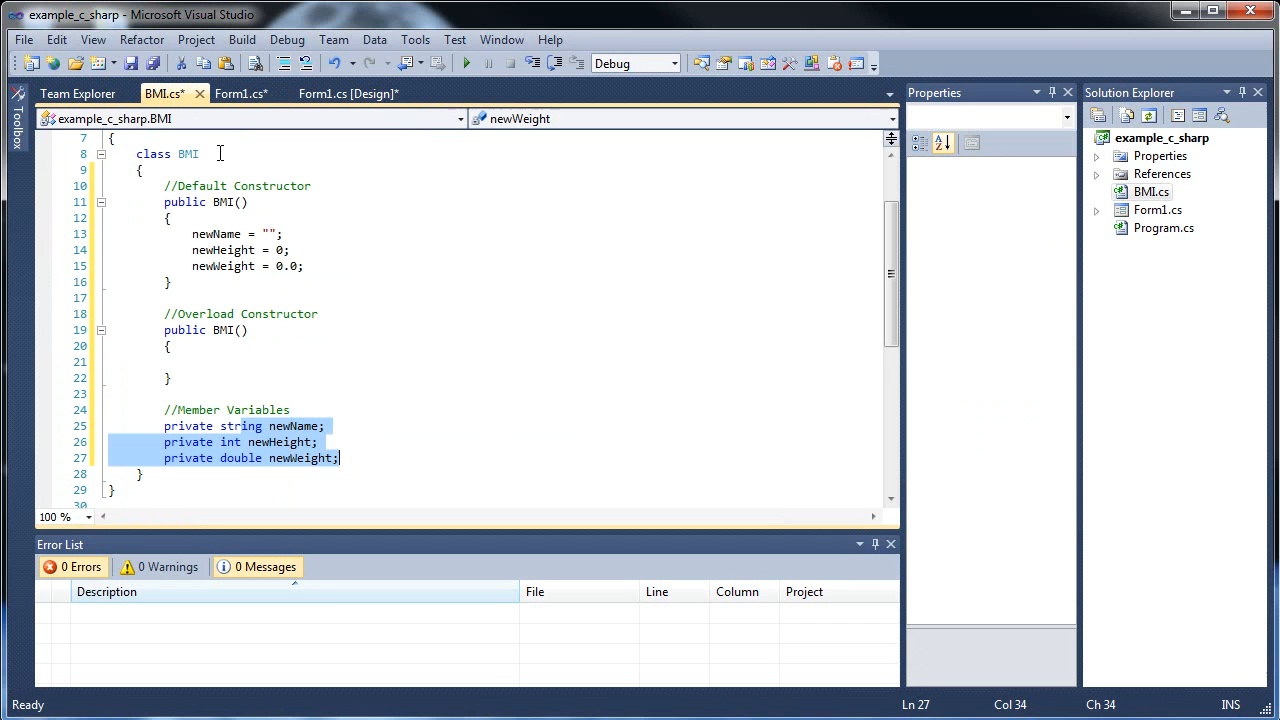 example_c_sharp - Microsoft Visual Studio
File Edit View Refactor Project Build Debug Team Data Tools Test Window Help
Debug
Toolbox
Team Explorer BMI.cs* Form1.cs* Form1.cs [Design]*
example_c_sharp.BMI newWeight
7 {
8 class BMI
9 {
10 //Default Constructor
11 public BMI()
12 {
13 newName = "";
14 newHeight = 0;
15 newWeight = 0.0;
16 }
17
18 //Overload Constructor
19 public BMI()
20 {
21
22 }
23
24 //Member Variables
25 private string newName;
26 private int newHeight;
27 private double newWeight;
28 }
29 }
30
100 %
Properties
Solution Explorer
example_c_sharp
Properties
References
BMI.cs
Form1.cs
Program.cs
Error List
0 Errors 0 Warnings 0 Messages
Description File Line Column Project
Ready Ln 27 Col 34 Ch 34 INS